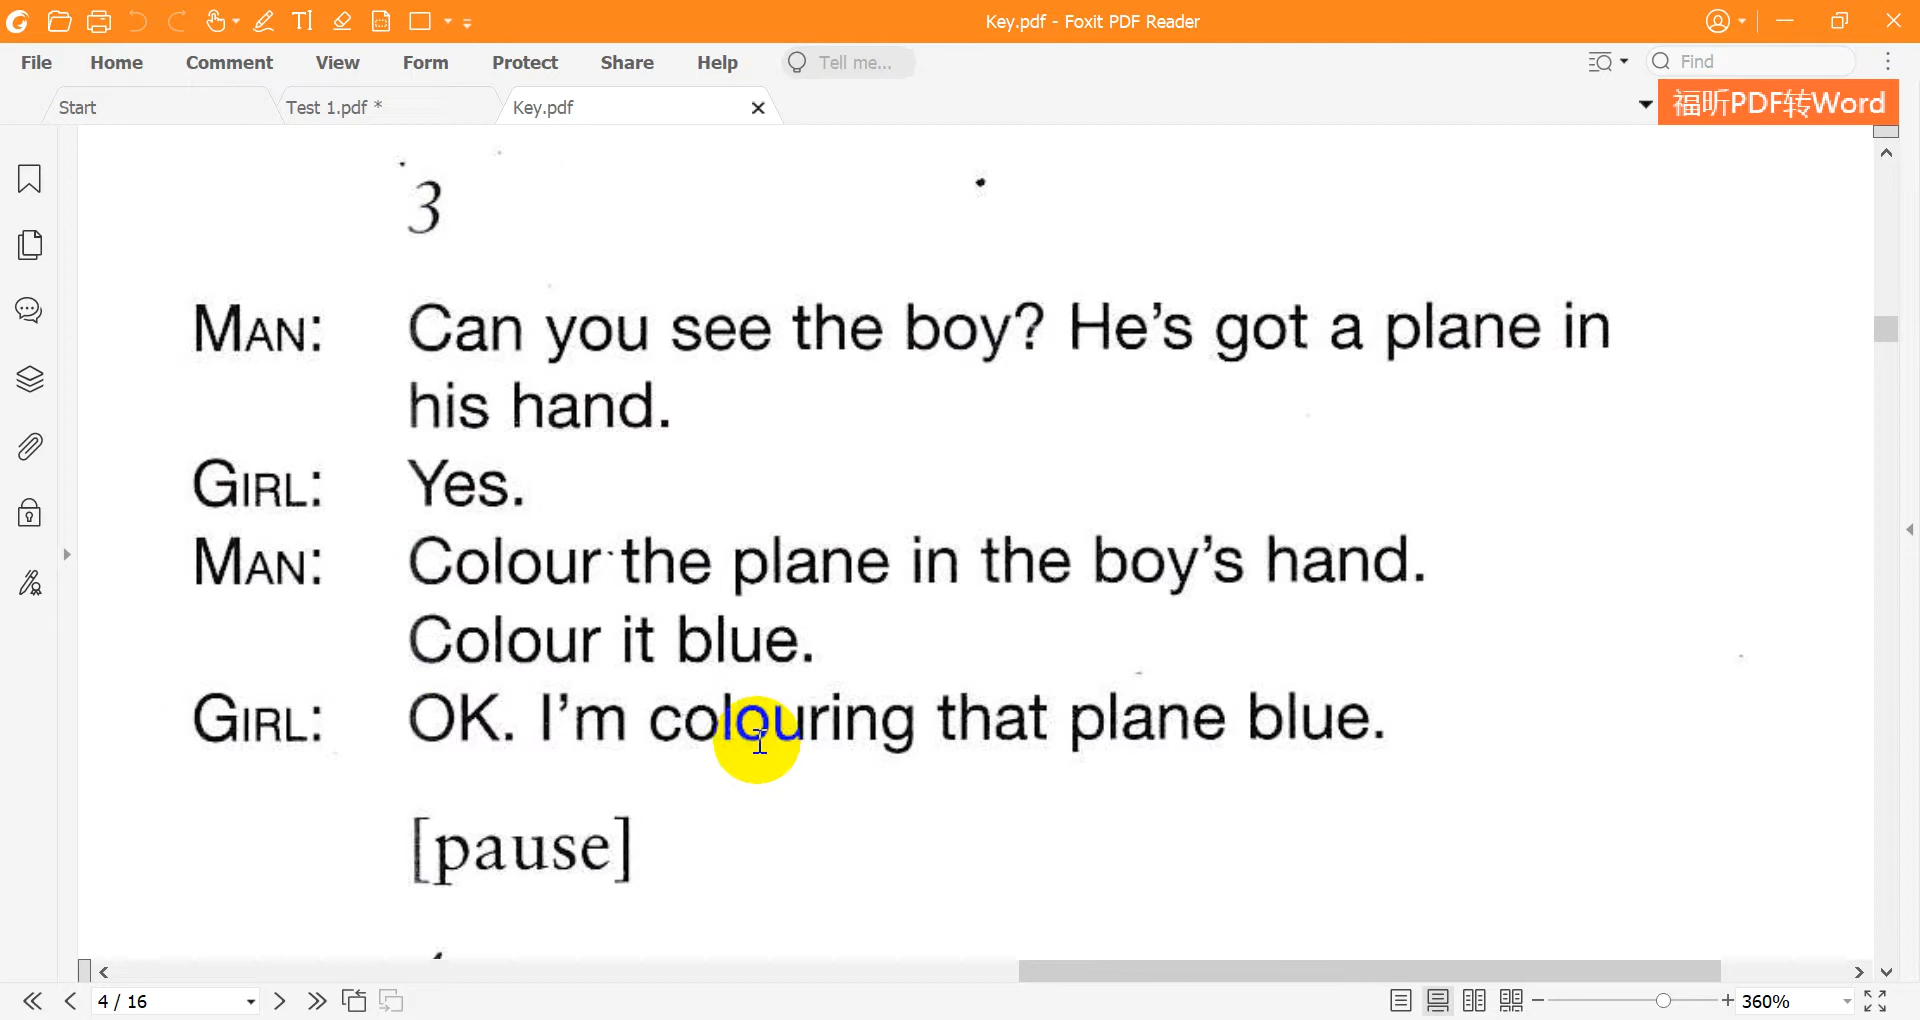 Key.pdf - Foxit PDF Reader
File Home Comment View Form Protect Share Help Tell me... Find
Start Test 1.pdf * Key.pdf 福昕PDF转Word
3
MAN: Can you see the boy? He's got a plane in
his hand.
GIRL: Yes.
MAN: Colour the plane in the boy's hand.
Colour it blue.
GIRL: OK. I'm colouring that plane blue.
[pause]
4 / 16 360%